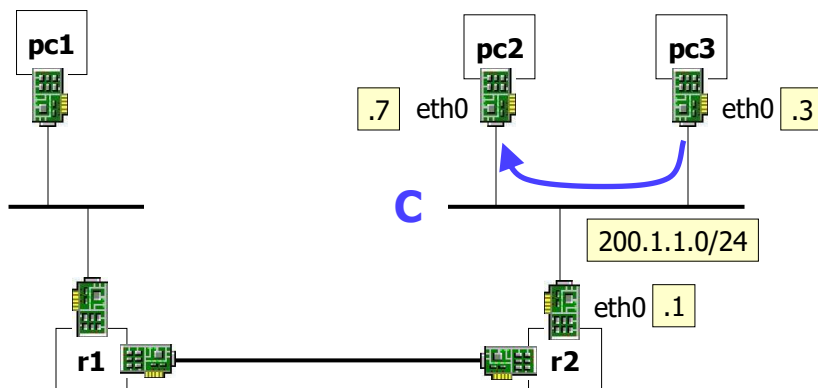 pc1
pc2
pc3
.7 eth0
eth0 .3
C
200.1.1.0/24
eth0 .1
r1
r2